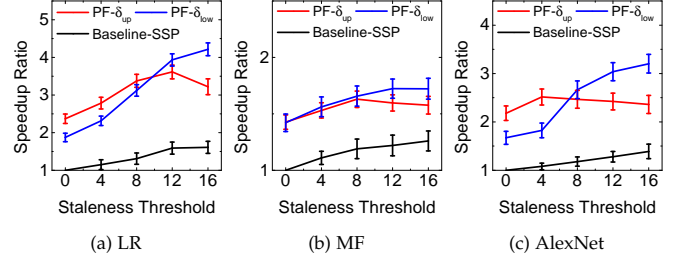 PF-δup PF-δlow
Baseline-SSP
Speedup Ratio
5
4
3
2
1
0 4 8 12 16
Staleness Threshold
(a) LR
PF-δup PF-δlow
Baseline-SSP
Speedup Ratio
2
1
0 4 8 12 16
Staleness Threshold
(b) MF
PF-δup PF-δlow
Baseline-SSP
Speedup Ratio
4
3
2
1
0 4 8 12 16
Staleness Threshold
(c) AlexNet